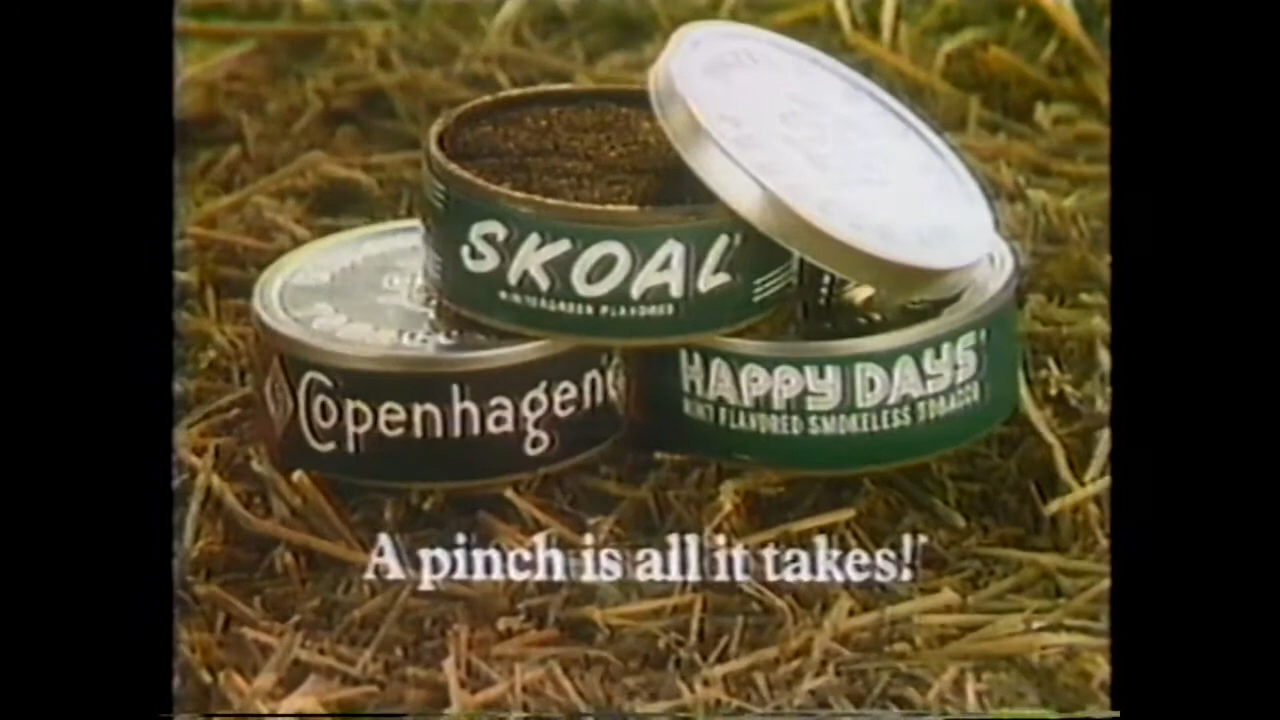 SKOAL
WINTERGREEN FLAVORED
Copenhagen
HAPPY DAYS
MINT FLAVORED SMOKELESS TOBACCO
A pinch is all it takes!